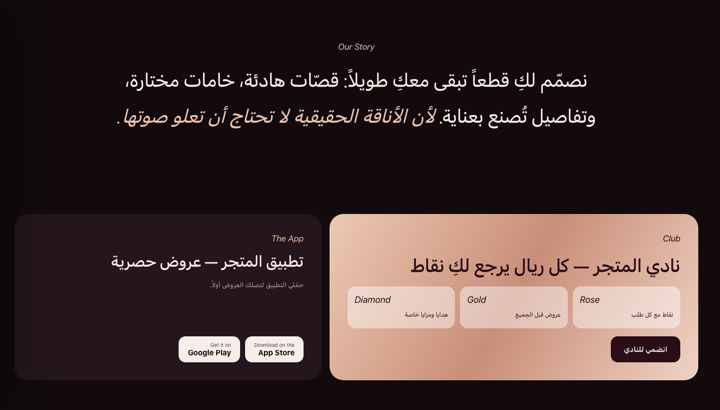 Our Story
نصمّم لكِ قطعاً تبقى معكِ طويلاً: قصّات هادئة، خامات مختارة،
وتفاصيل تُصنع بعناية. لأن الأناقة الحقيقية لا تحتاج أن تعلو صوتها.
Club
نادي المتجر — كل ريال يرجع لكِ نقاط
Rose
نقاط مع كل طلب
Gold
عروض قبل الجميع
Diamond
هدايا ومزايا خاصة
انضمي للنادي
The App
تطبيق المتجر — عروض حصرية
حمّلي التطبيق لتصلك العروض أولاً.
Download on the
App Store
Get it on
Google Play